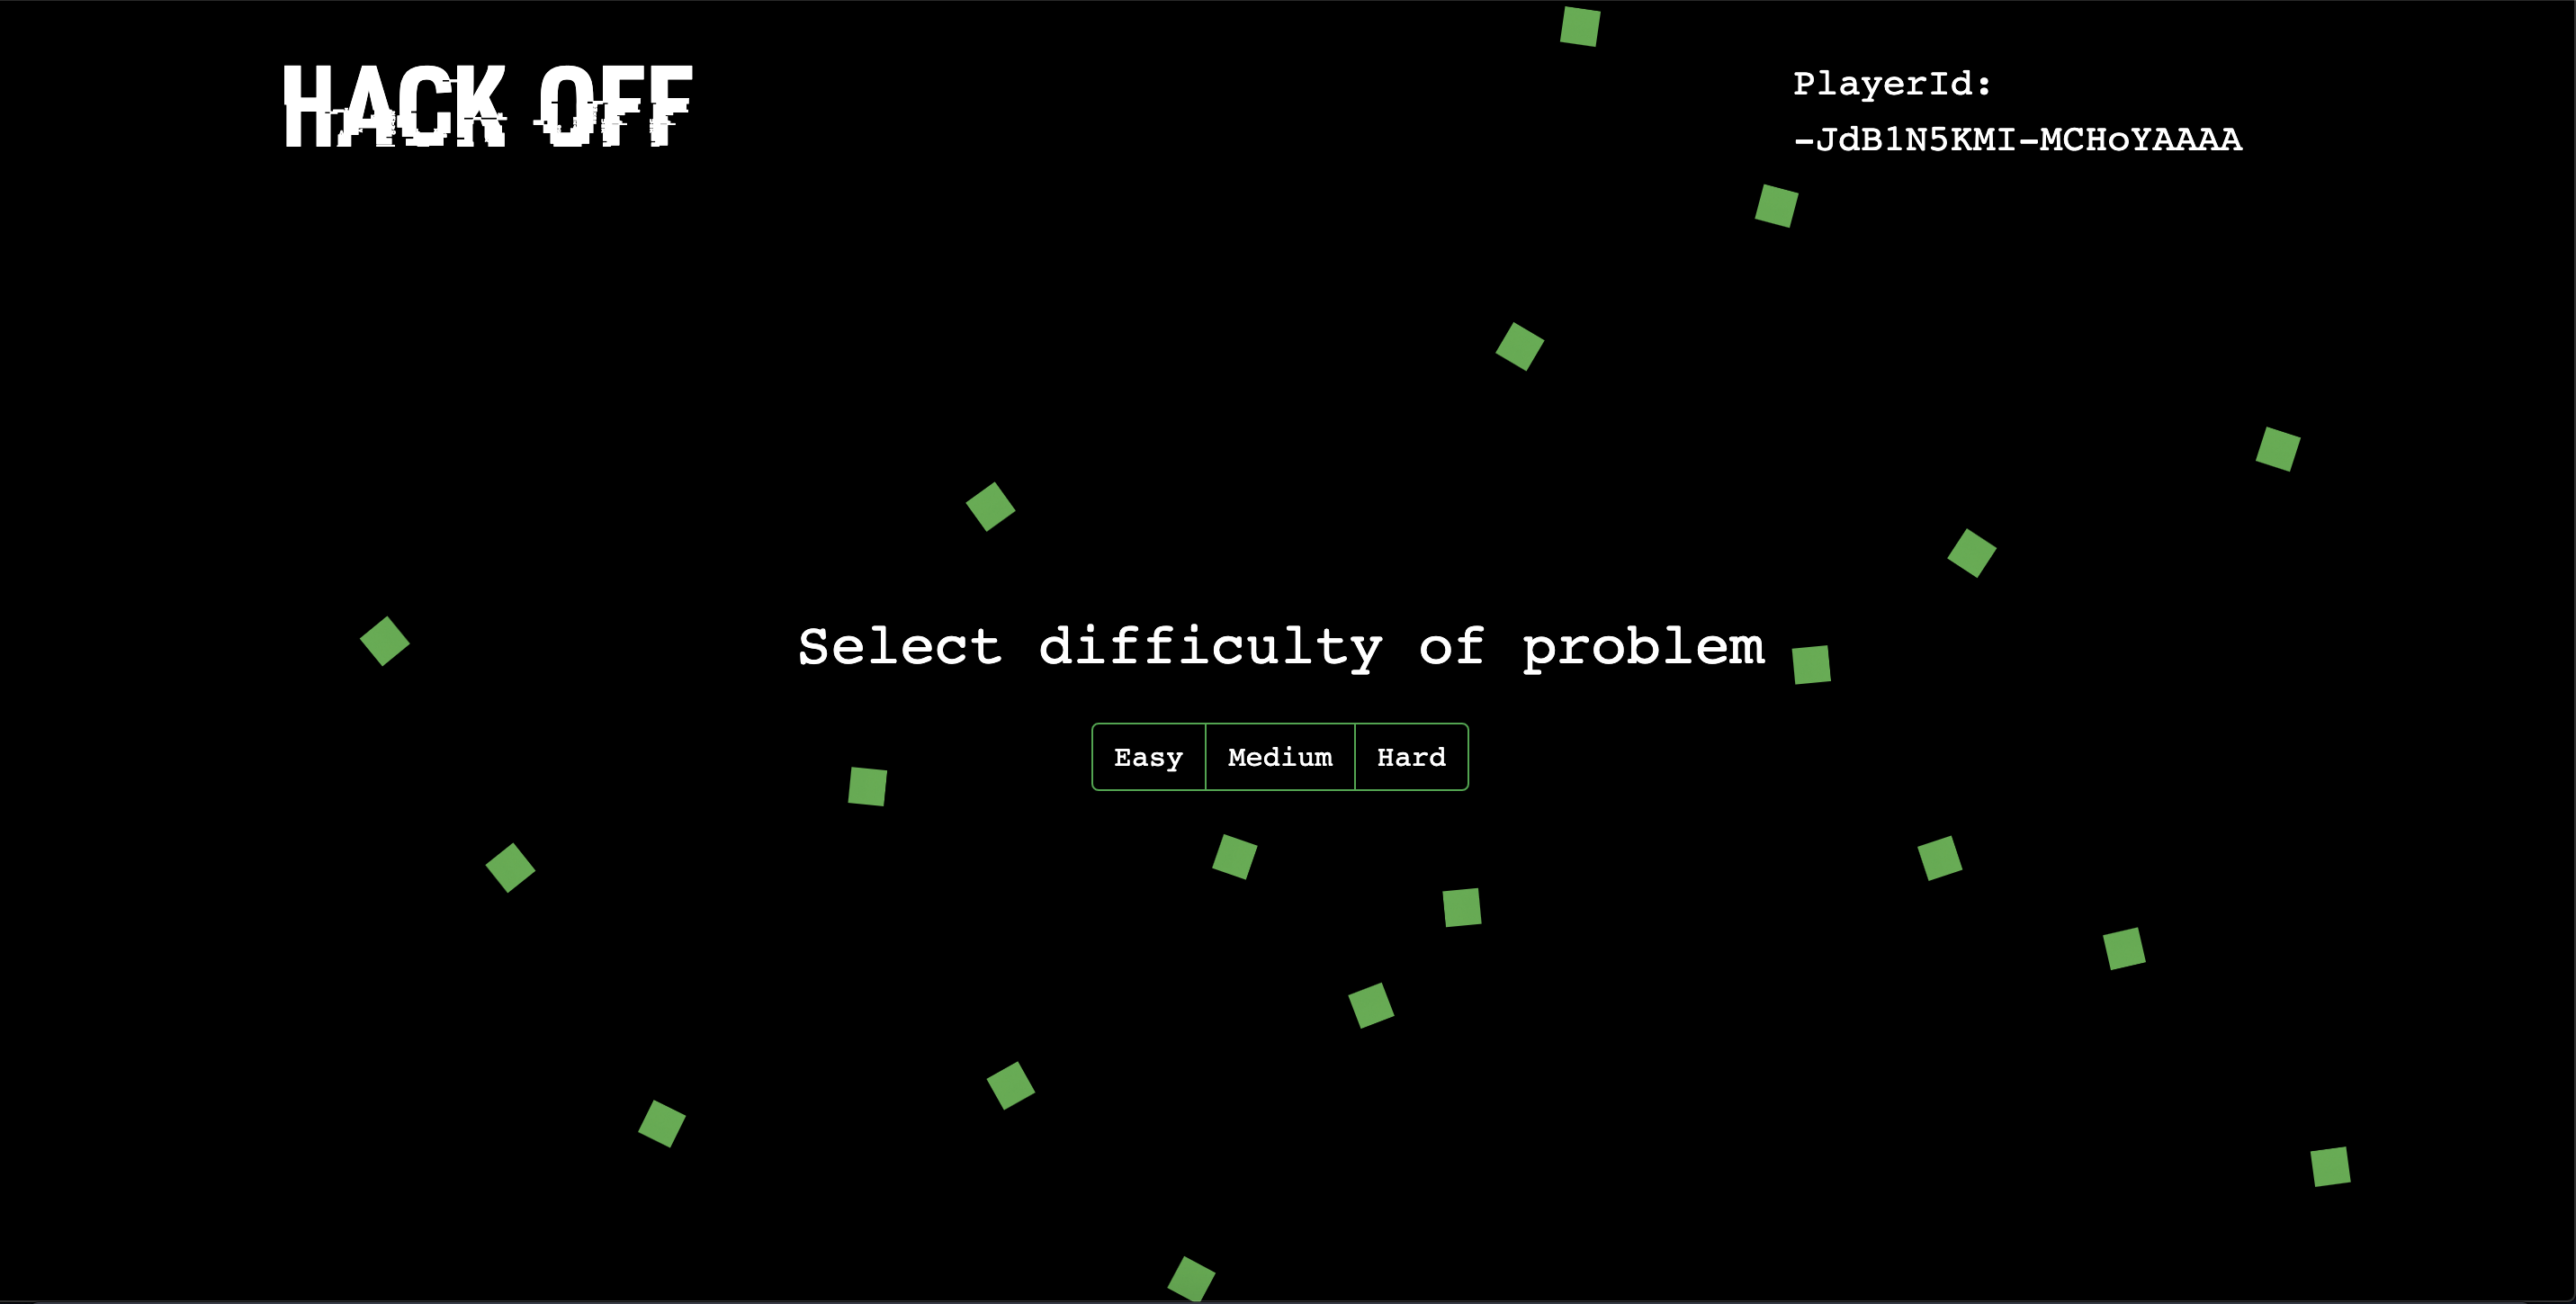 HACK OFF
PlayerId:
-JdB1N5KMI-MCHoYAAAA
Select difficulty of problem
Easy Medium Hard